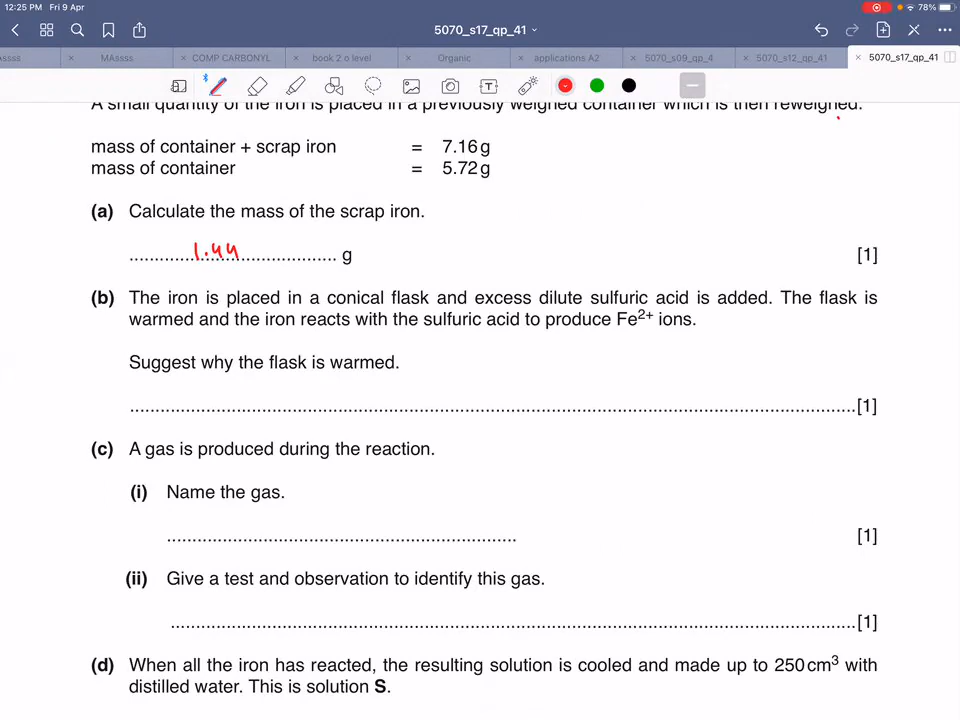 12:25 PM Fri 9 Apr
78%
5070_s17_qp_41
ssss
MAssss
COMP CARBONYL
book 2 o level
Organic
applications A2
5070_s09_qp_4
5070_s12_qp_41
5070_s17_qp_41
A small quantity of the iron is placed in a previously weighed container which is then reweighed.
mass of container + scrap iron = 7.16 g
mass of container = 5.72 g
(a) Calculate the mass of the scrap iron.
1.44 g [1]
(b) The iron is placed in a conical flask and excess dilute sulfuric acid is added. The flask is
warmed and the iron reacts with the sulfuric acid to produce Fe²⁺ ions.
Suggest why the flask is warmed.
[1]
(c) A gas is produced during the reaction.
(i) Name the gas.
[1]
(ii) Give a test and observation to identify this gas.
[1]
(d) When all the iron has reacted, the resulting solution is cooled and made up to 250 cm³ with
distilled water. This is solution S.